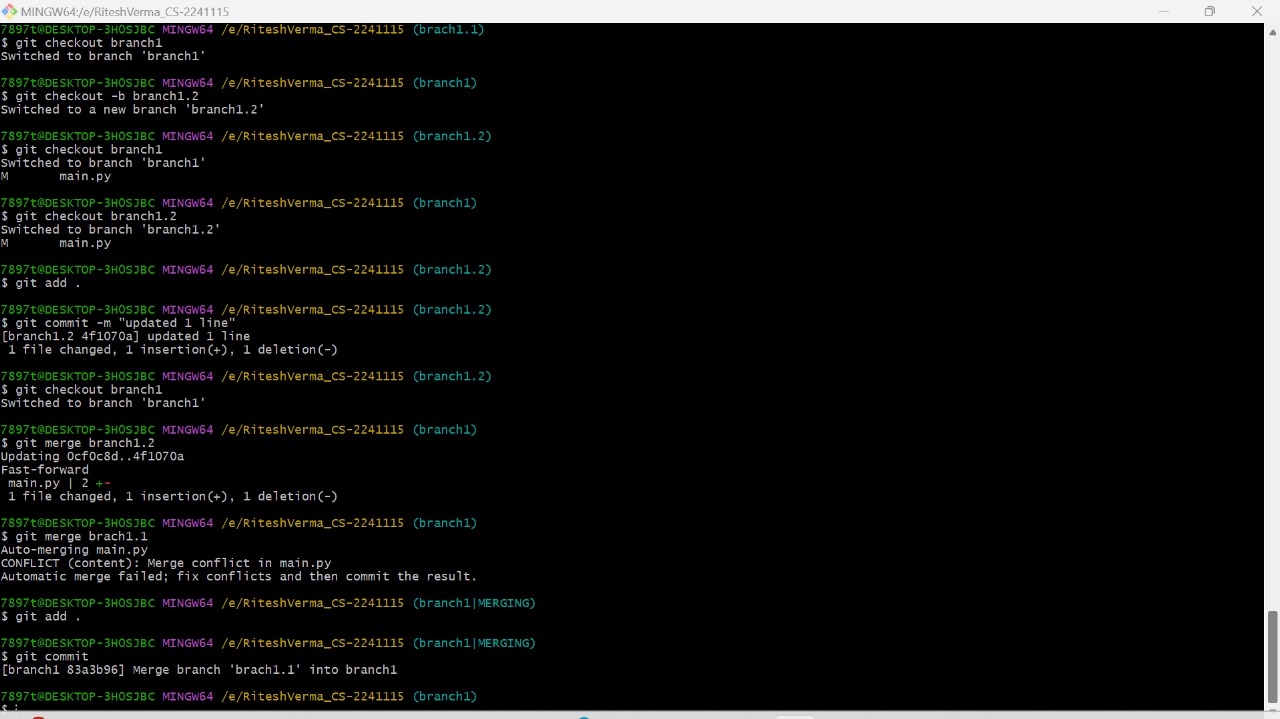 MINGW64:/e/RiteshVerma_CS-2241115
7897t@DESKTOP-3HOSJBC MINGW64 /e/RiteshVerma_CS-2241115 (brach1.1)
$ git checkout branch1
Switched to branch 'branch1'
7897t@DESKTOP-3HOSJBC MINGW64 /e/RiteshVerma_CS-2241115 (branch1)
$ git checkout -b branch1.2
Switched to a new branch 'branch1.2'
7897t@DESKTOP-3HOSJBC MINGW64 /e/RiteshVerma_CS-2241115 (branch1.2)
$ git checkout branch1
Switched to branch 'branch1'
M       main.py
7897t@DESKTOP-3HOSJBC MINGW64 /e/RiteshVerma_CS-2241115 (branch1)
$ git checkout branch1.2
Switched to branch 'branch1.2'
M       main.py
7897t@DESKTOP-3HOSJBC MINGW64 /e/RiteshVerma_CS-2241115 (branch1.2)
$ git add .
7897t@DESKTOP-3HOSJBC MINGW64 /e/RiteshVerma_CS-2241115 (branch1.2)
$ git commit -m "updated 1 line"
[branch1.2 4f1070a] updated 1 line
 1 file changed, 1 insertion(+), 1 deletion(-)
7897t@DESKTOP-3HOSJBC MINGW64 /e/RiteshVerma_CS-2241115 (branch1.2)
$ git checkout branch1
Switched to branch 'branch1'
7897t@DESKTOP-3HOSJBC MINGW64 /e/RiteshVerma_CS-2241115 (branch1)
$ git merge branch1.2
Updating 0cf0c8d..4f1070a
Fast-forward
 main.py | 2 +-
 1 file changed, 1 insertion(+), 1 deletion(-)
7897t@DESKTOP-3HOSJBC MINGW64 /e/RiteshVerma_CS-2241115 (branch1)
$ git merge brach1.1
Auto-merging main.py
CONFLICT (content): Merge conflict in main.py
Automatic merge failed; fix conflicts and then commit the result.
7897t@DESKTOP-3HOSJBC MINGW64 /e/RiteshVerma_CS-2241115 (branch1|MERGING)
$ git add .
7897t@DESKTOP-3HOSJBC MINGW64 /e/RiteshVerma_CS-2241115 (branch1|MERGING)
$ git commit
[branch1 83a3b96] Merge branch 'brach1.1' into branch1
7897t@DESKTOP-3HOSJBC MINGW64 /e/RiteshVerma_CS-2241115 (branch1)
$